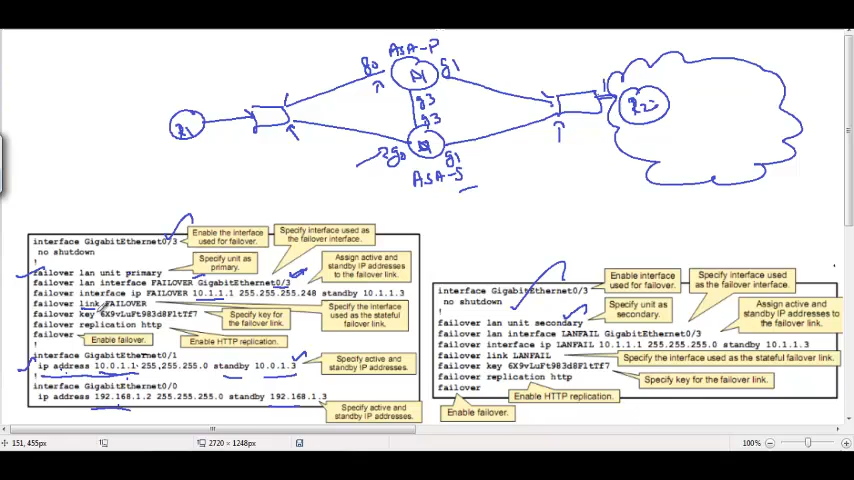 ASA-P
g0
g1
g3
g3
R1
R2
g0
g1
ASA-S
interface GigabitEthernet0/3
no shutdown
!
failover lan unit primary
failover lan interface FAILOVER GigabitEthernet0/3
failover interface ip FAILOVER 10.1.1.1 255.255.255.248 standby 10.1.1.3
failover link FAILOVER
failover key 6X9vLuFt983d8FltTf7
failover replication http
failover
!
interface GigabitEthernet0/1
ip address 10.0.1.1 255.255.255.0 standby 10.0.1.3
!
interface GigabitEthernet0/0
ip address 192.168.1.2 255.255.255.0 standby 192.168.1.3
Enable the interface
used for failover.
Specify interface used as
the failover interface.
Specify unit as
primary.
Assign active and
standby IP addresses
to the failover link.
Specify key for
the failover link.
Specify the interface
used as the stateful
failover link.
Enable failover.
Enable HTTP replication.
Specify active and
standby IP addresses.
Specify active and
standby IP addresses.
interface GigabitEthernet0/3
no shutdown
!
failover lan unit secondary
failover lan interface LANFAIL GigabitEthernet0/3
failover interface ip LANFAIL 10.1.1.1 255.255.255.0 standby 10.1.1.3
failover link LANFAIL
failover key 6X9vLuFt983d8FltTf7
failover replication http
failover
Enable interface
used for failover.
Specify interface used
as the failover interface.
Specify unit as
secondary.
Assign active and
standby IP addresses to
the failover link.
Specify the interface used as the stateful failover link.
Specify key for the failover link.
Enable HTTP replication.
Enable failover.
151, 455px
2720 × 1248px
100%